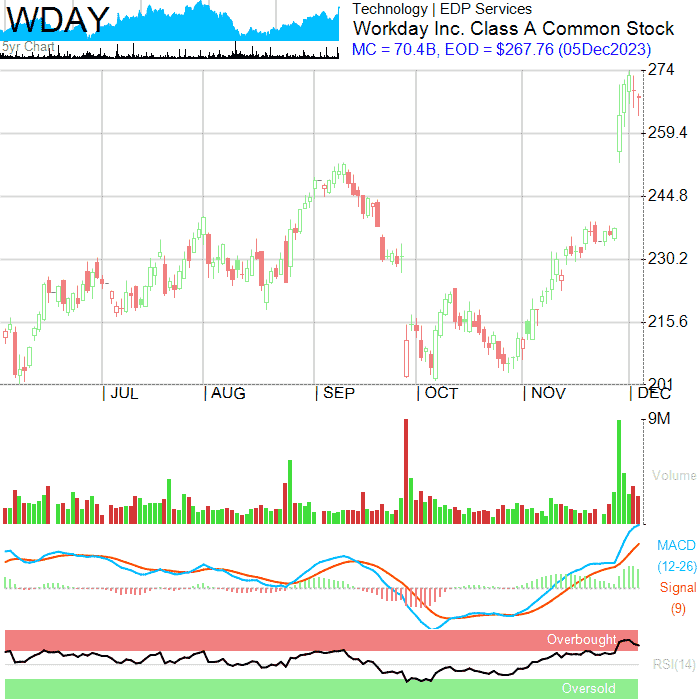 WDAY
5yr Chart
Technology | EDP Services
Workday Inc. Class A Common Stock
MC = 70.4B, EOD = $267.76 (05Dec2023)
274
259.4
244.8
230.2
215.6
201
JUL AUG SEP OCT NOV DEC
9M
Volume
MACD
(12-26)
Signal
(9)
Overbought
RSI(14)
Oversold